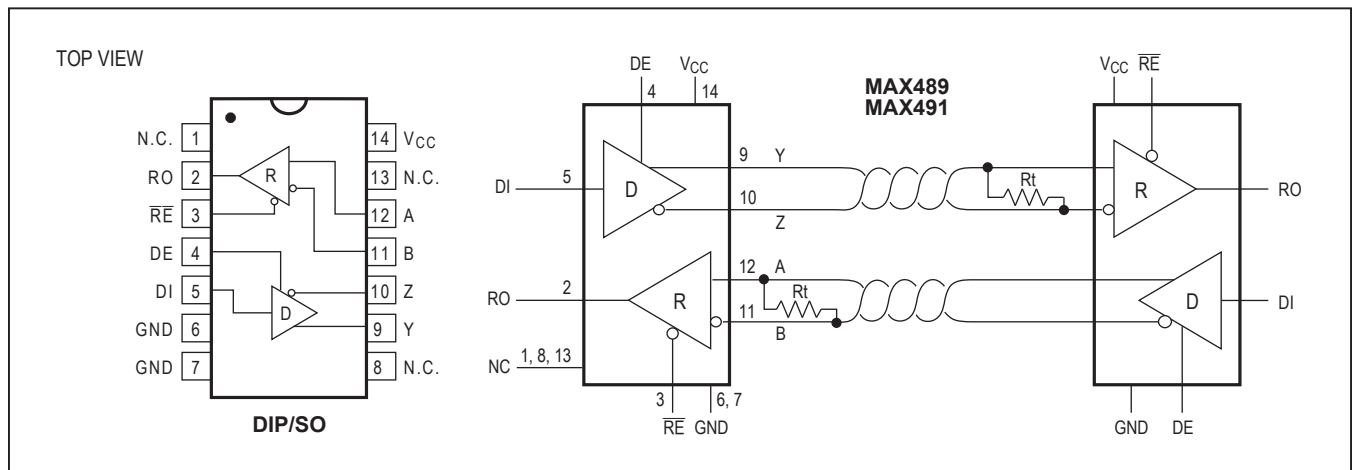 TOP VIEW
N.C. 1
RO 2
RE 3
DE 4
DI 5
GND 6
GND 7
14 VCC
13 N.C.
12 A
11 B
10 Z
9 Y
8 N.C.
R
D
DIP/SO
MAX489
MAX491
DE
4
VCC
14
DI
5
D
9 Y
10
Z
Rt
RO
2
R
12 A
11
B
Rt
NC
1, 8, 13
3
RE
6, 7
GND
VCC
RE
R
RO
D
DI
GND
DE